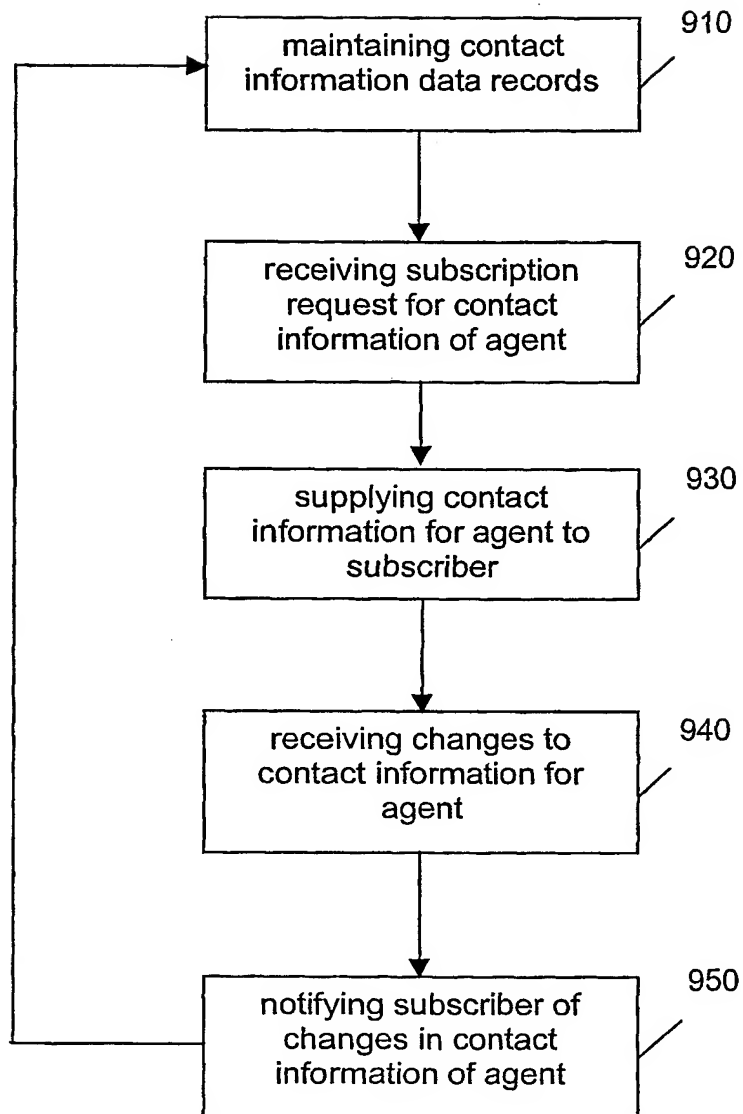 910
maintaining contact
information data records
920
receiving subscription
request for contact
information of agent
930
supplying contact
information for agent to
subscriber
940
receiving changes to
contact information for
agent
950
notifying subscriber of
changes in contact
information of agent